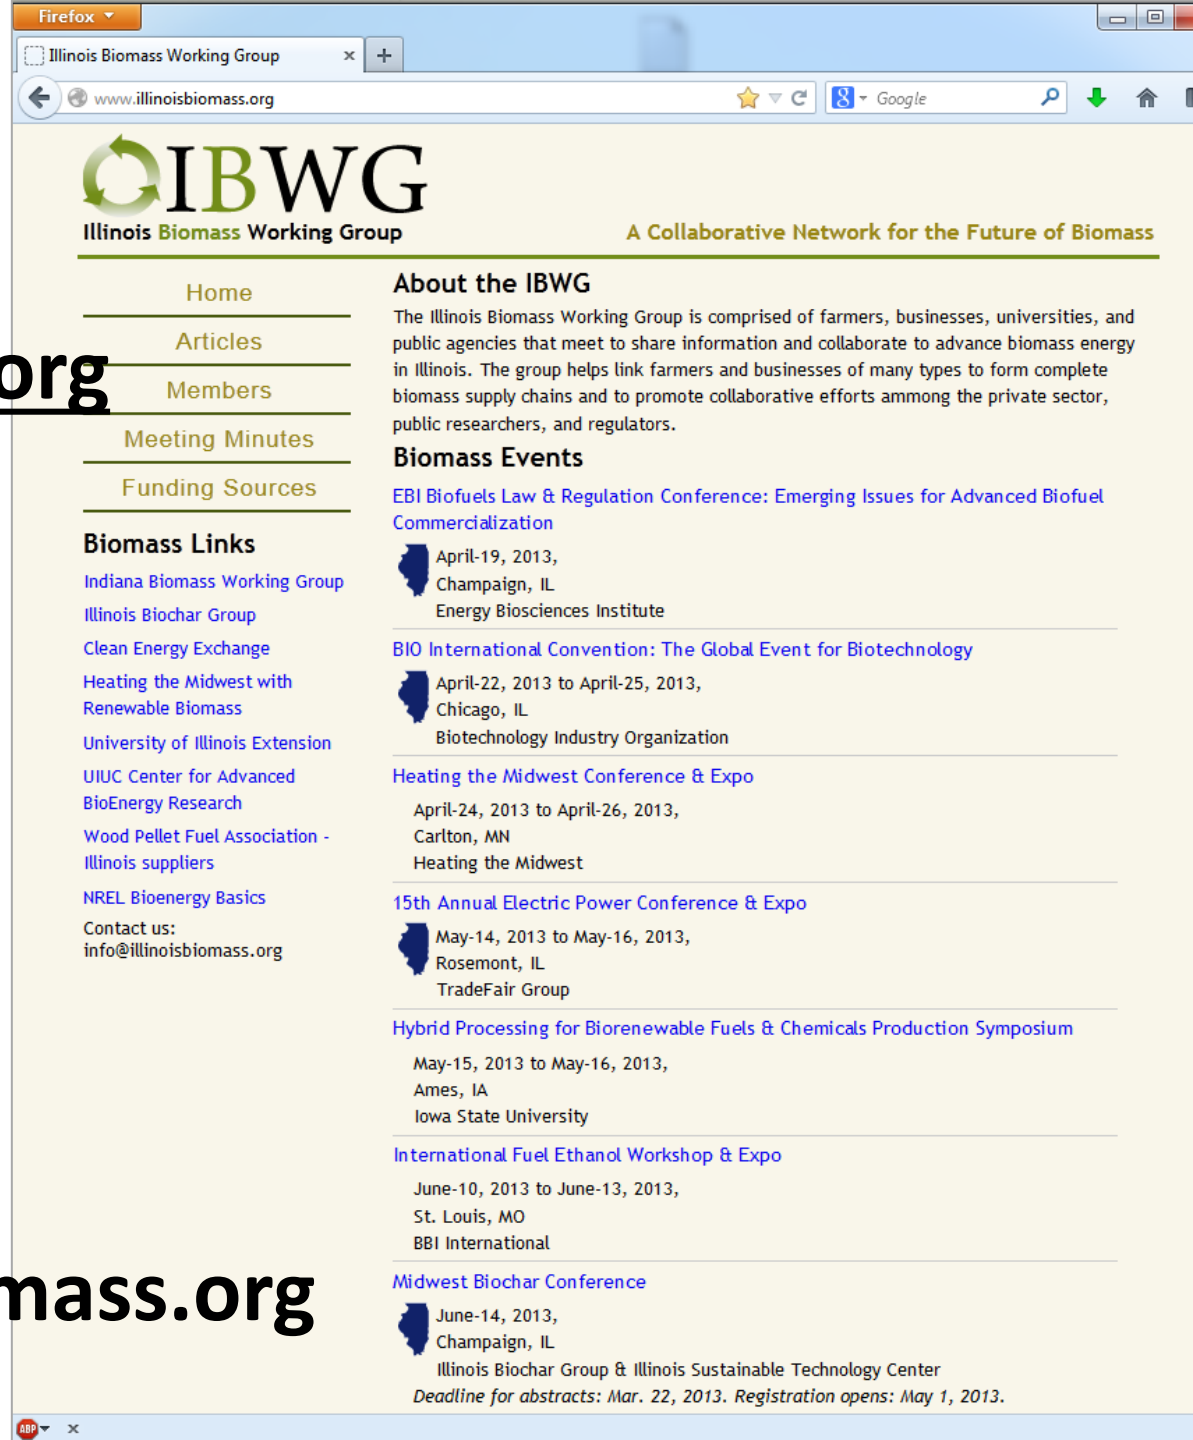 Firefox
Illinois Biomass Working Group
www.illinoisbiomass.org
Google
IBWG
Illinois Biomass Working Group
A Collaborative Network for the Future of Biomass
Home
Articles
org
Members
Meeting Minutes
Funding Sources
Biomass Links
Indiana Biomass Working Group
Illinois Biochar Group
Clean Energy Exchange
Heating the Midwest with
Renewable Biomass
University of Illinois Extension
UIUC Center for Advanced
BioEnergy Research
Wood Pellet Fuel Association -
Illinois suppliers
NREL Bioenergy Basics
Contact us:
info@illinoisbiomass.org
About the IBWG
The Illinois Biomass Working Group is comprised of farmers, businesses, universities, and
public agencies that meet to share information and collaborate to advance biomass energy
in Illinois. The group helps link farmers and businesses of many types to form complete
biomass supply chains and to promote collaborative efforts ammong the private sector,
public researchers, and regulators.
Biomass Events
EBI Biofuels Law & Regulation Conference: Emerging Issues for Advanced Biofuel
Commercialization
April-19, 2013,
Champaign, IL
Energy Biosciences Institute
BIO International Convention: The Global Event for Biotechnology
April-22, 2013 to April-25, 2013,
Chicago, IL
Biotechnology Industry Organization
Heating the Midwest Conference & Expo
April-24, 2013 to April-26, 2013,
Carlton, MN
Heating the Midwest
15th Annual Electric Power Conference & Expo
May-14, 2013 to May-16, 2013,
Rosemont, IL
TradeFair Group
Hybrid Processing for Biorenewable Fuels & Chemicals Production Symposium
May-15, 2013 to May-16, 2013,
Ames, IA
Iowa State University
International Fuel Ethanol Workshop & Expo
June-10, 2013 to June-13, 2013,
St. Louis, MO
BBI International
mass.org
Midwest Biochar Conference
June-14, 2013,
Champaign, IL
Illinois Biochar Group & Illinois Sustainable Technology Center
Deadline for abstracts: Mar. 22, 2013. Registration opens: May 1, 2013.
ABP